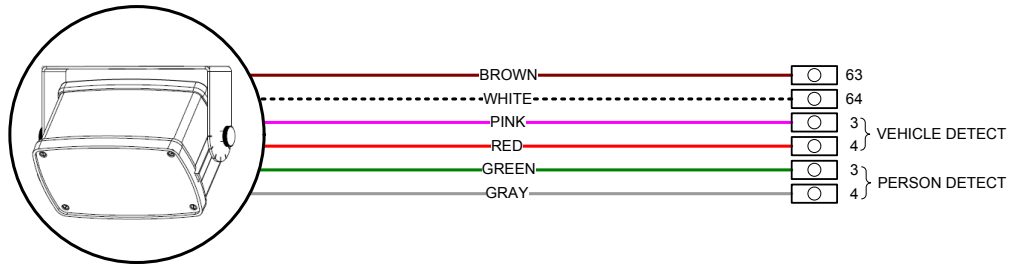 BROWN 63
WHITE 64
PINK 3
VEHICLE DETECT
RED 4
GREEN 3
PERSON DETECT
GRAY 4